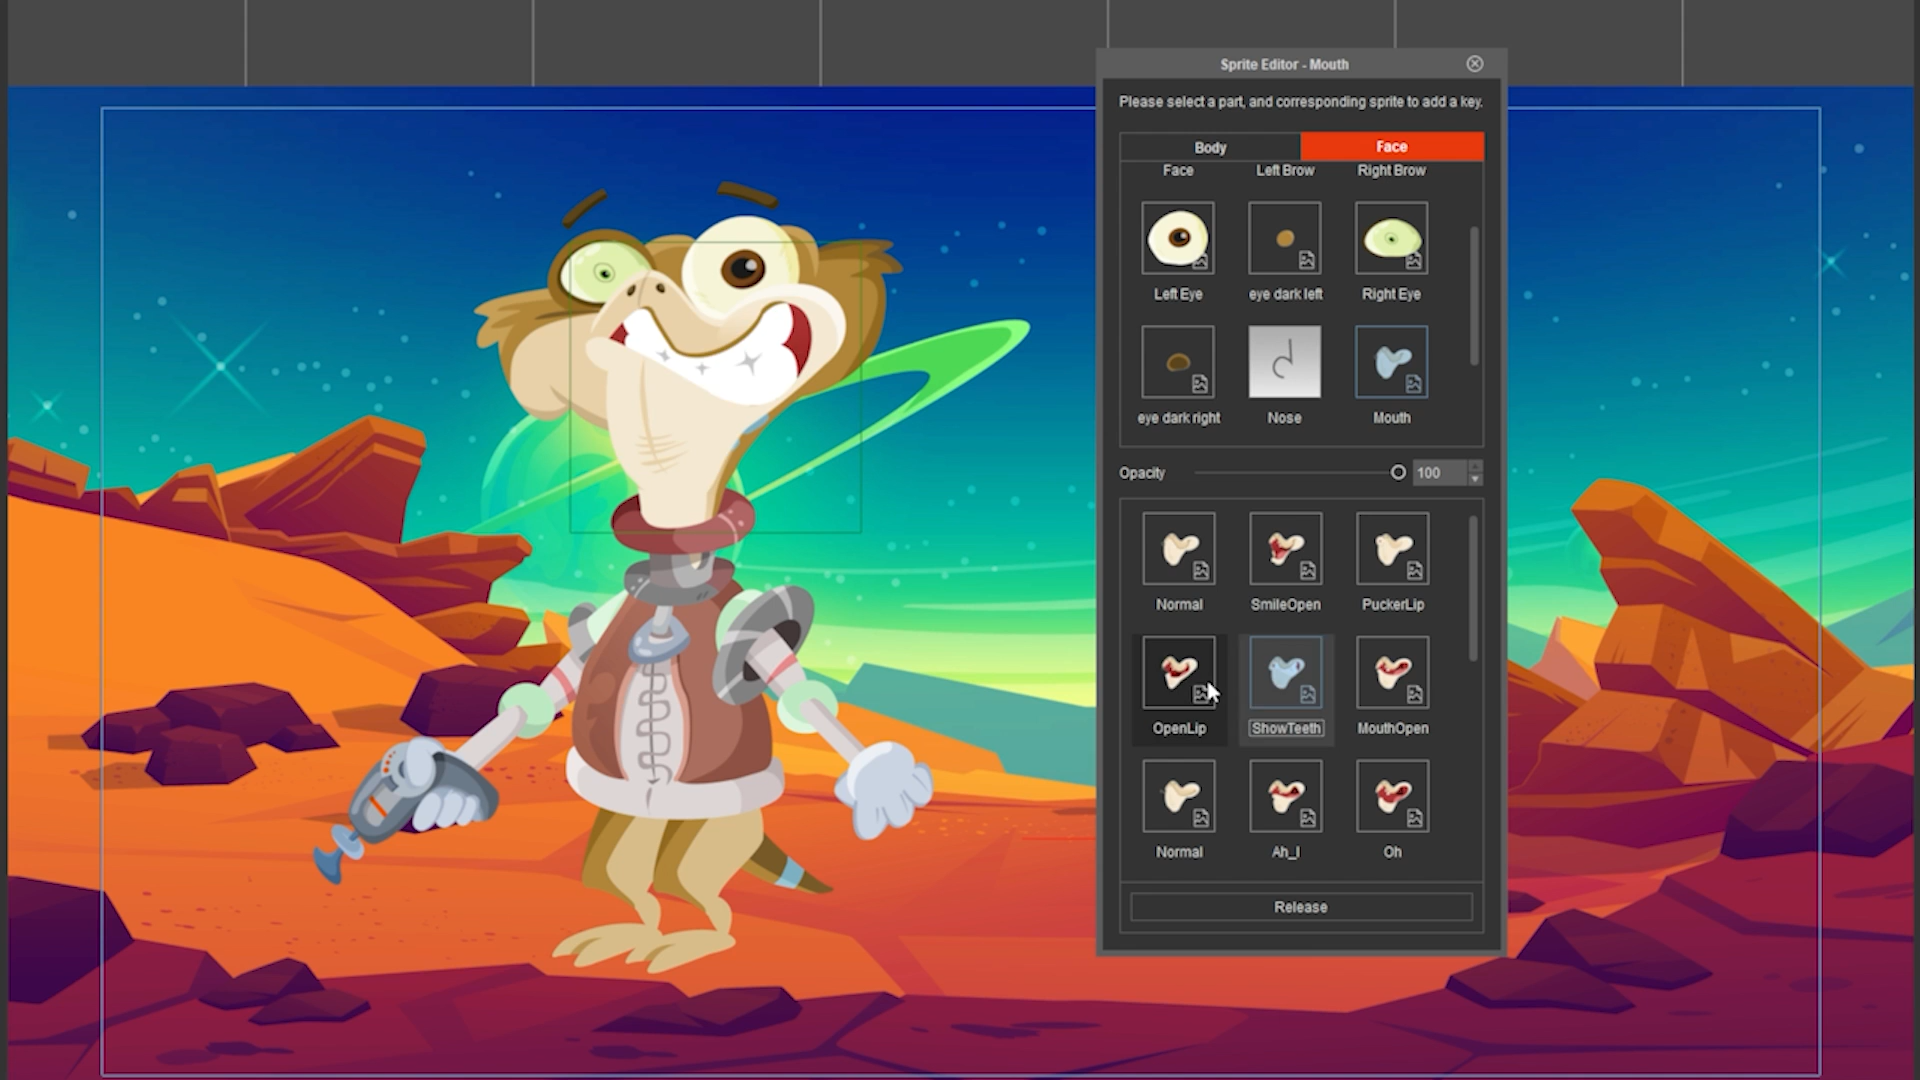 Sprite Editor - Mouth
Please select a part, and corresponding sprite to add a key.
Body Face
Face Left Brow Right Brow
Left Eye eye dark left Right Eye
eye dark right Nose Mouth
Opacity 100
Normal SmileOpen PuckerLip
OpenLip ShowTeeth MouthOpen
Normal Ah_I Oh
Release